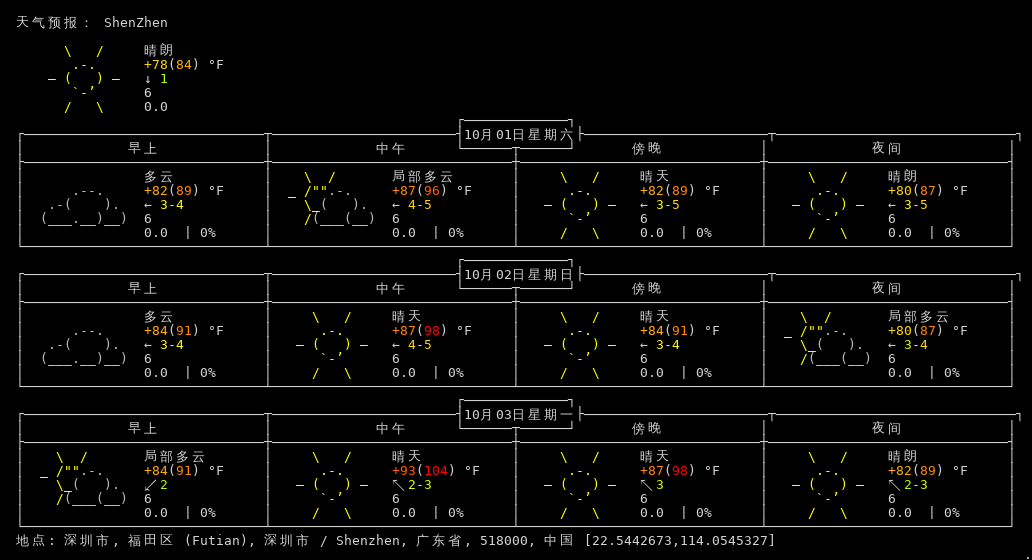 天气预报： ShenZhen
晴朗
+78(84) °F
↓ 1
6
0.0
10月01日星期六
早上 中午 傍晚 夜间
多云 局部多云 晴天 晴朗
+82(89) °F +87(96) °F +82(89) °F +80(87) °F
← 3-4 ← 4-5 ← 3-5 ← 3-5
6 6 6 6
0.0 | 0% 0.0 | 0% 0.0 | 0% 0.0 | 0%
10月02日星期日
早上 中午 傍晚 夜间
多云 晴天 晴天 局部多云
+84(91) °F +87(98) °F +84(91) °F +80(87) °F
← 3-4 ← 4-5 ← 3-4 ← 3-4
6 6 6 6
0.0 | 0% 0.0 | 0% 0.0 | 0% 0.0 | 0%
10月03日星期一
早上 中午 傍晚 夜间
局部多云 晴天 晴天 晴朗
+84(91) °F +93(104) °F +87(98) °F +82(89) °F
↙ 2 ↖ 2-3 ↖ 3 ↖ 2-3
6 6 6 6
0.0 | 0% 0.0 | 0% 0.0 | 0% 0.0 | 0%
地点: 深圳市, 福田区 (Futian), 深圳市 / Shenzhen, 广东省, 518000, 中国 [22.5442673,114.0545327]